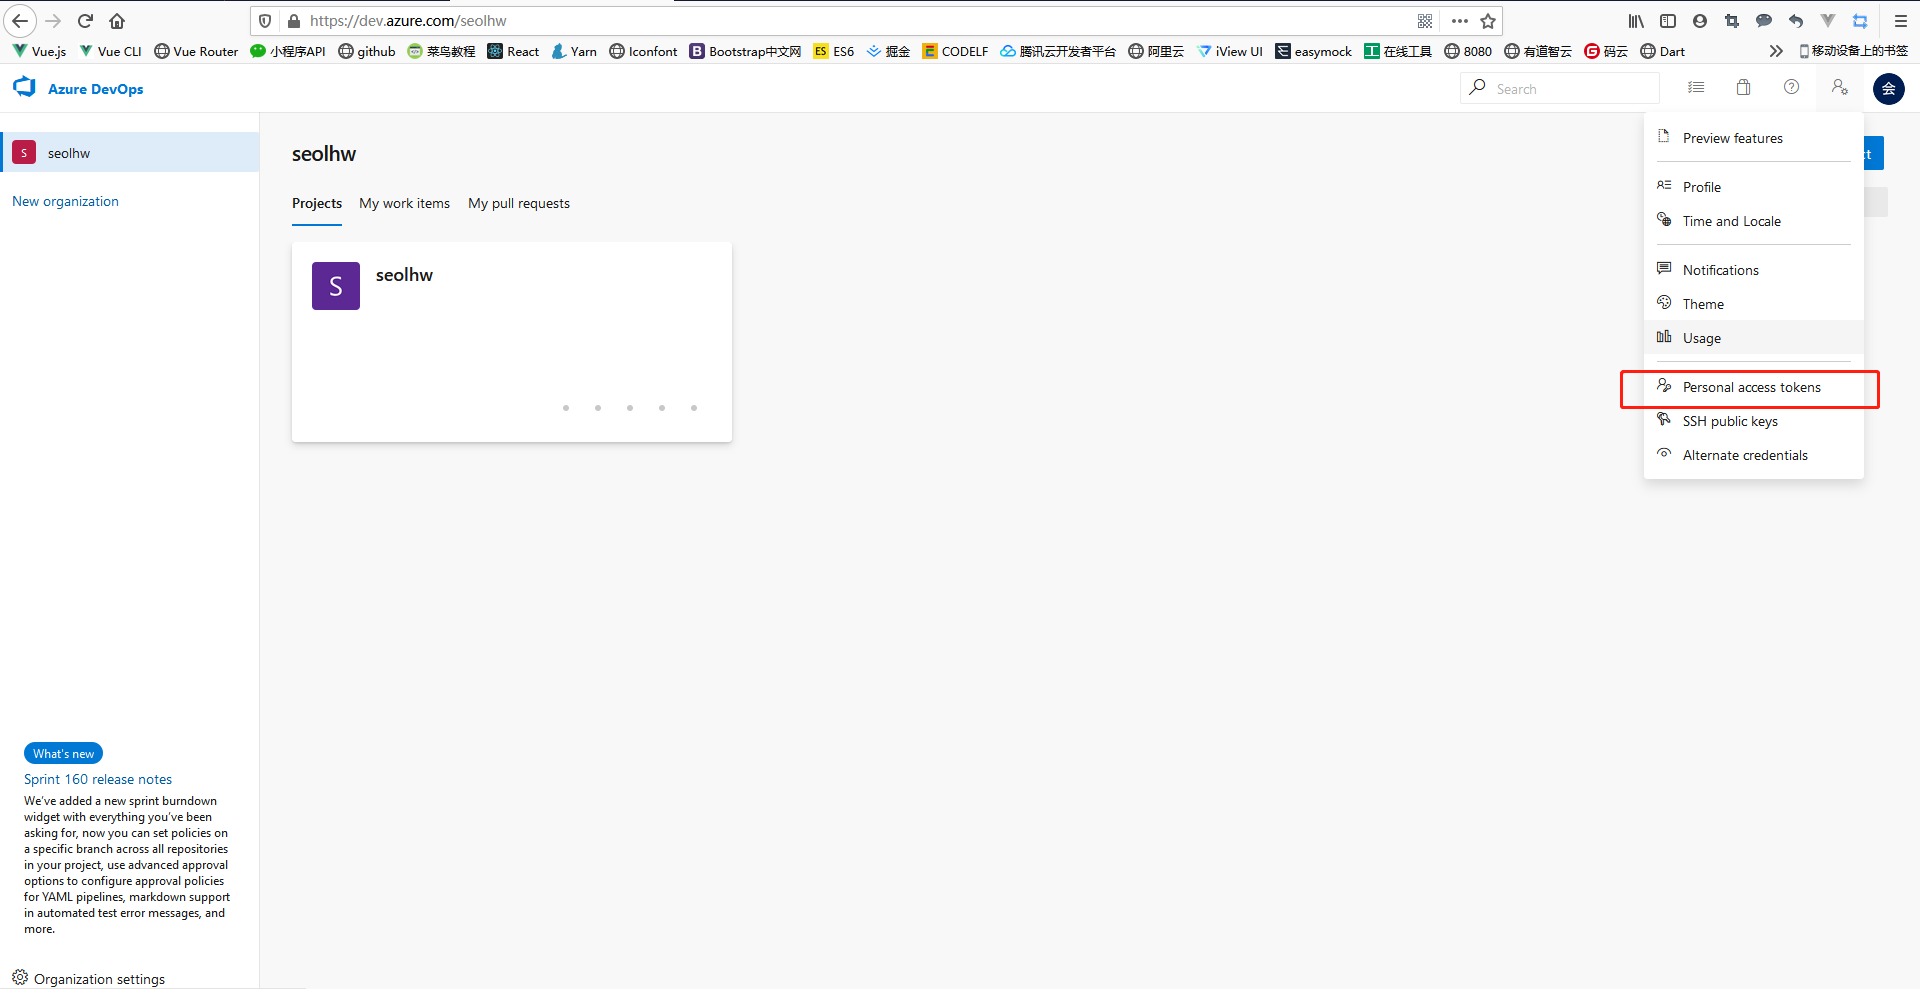 https://dev.azure.com/seolhw
Vue.js Vue CLI Vue Router 小程序API github 菜鸟教程 React Yarn Iconfont Bootstrap中文网 ES ES6 掘金 CODELF 腾讯云开发者平台 阿里云 iView UI easymock 在线工具 8080 有道智云 码云 Dart 移动设备上的书签
Azure DevOps
Search
会
S seolhw
New organization
seolhw
Projects My work items My pull requests
S seolhw
Preview features
Profile
Time and Locale
Notifications
Theme
Usage
Personal access tokens
SSH public keys
Alternate credentials
What's new
Sprint 160 release notes
We've added a new sprint burndown
widget with everything you've been
asking for, now you can set policies on
a specific branch across all repositories
in your project, use advanced approval
options to configure approval policies
for YAML pipelines, markdown support
in automated test error messages, and
more.
Organization settings